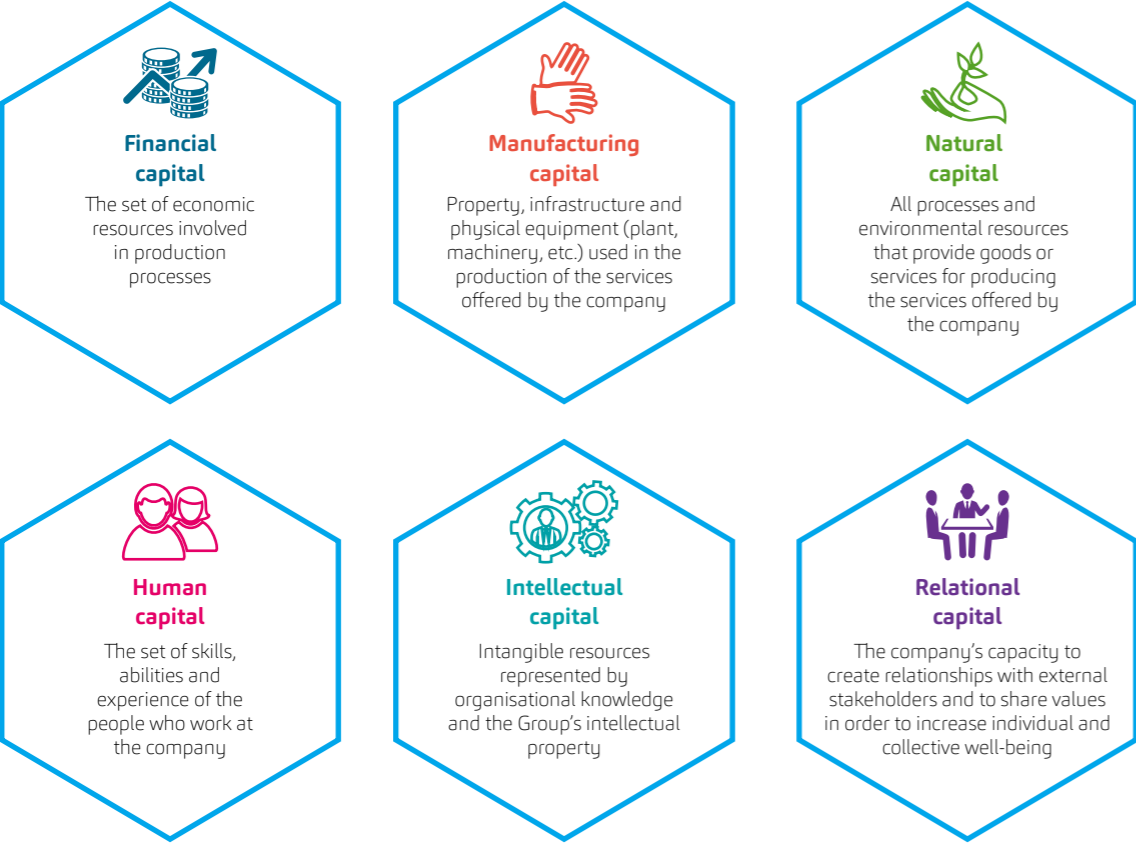 Financial
capital
The set of economic
resources involved
in production
processes
Manufacturing
capital
Property, infrastructure and
physical equipment (plant,
machinery, etc.) used in the
production of the services
offered by the company
Natural
capital
All processes and
environmental resources
that provide goods or
services for producing
the services offered by
the company
Human
capital
The set of skills,
abilities and
experience of the
people who work at
the company
Intellectual
capital
Intangible resources
represented by
organisational knowledge
and the Group's intellectual
property
Relational
capital
The company's capacity to
create relationships with external
stakeholders and to share values
in order to increase individual and
collective well-being